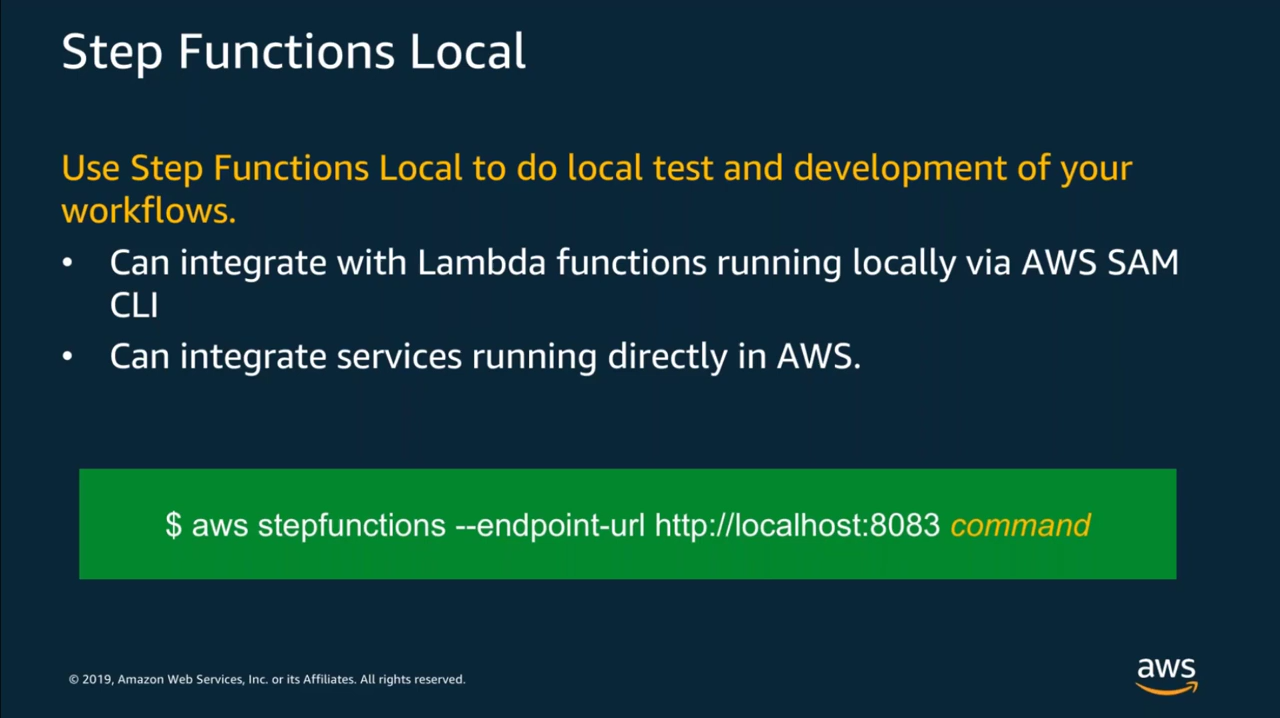 Step Functions Local
Use Step Functions Local to do local test and development of your
workflows.
• Can integrate with Lambda functions running locally via AWS SAM
CLI
• Can integrate services running directly in AWS.
$ aws stepfunctions --endpoint-url http://localhost:8083 command
© 2019, Amazon Web Services, Inc. or its Affiliates. All rights reserved.
aws